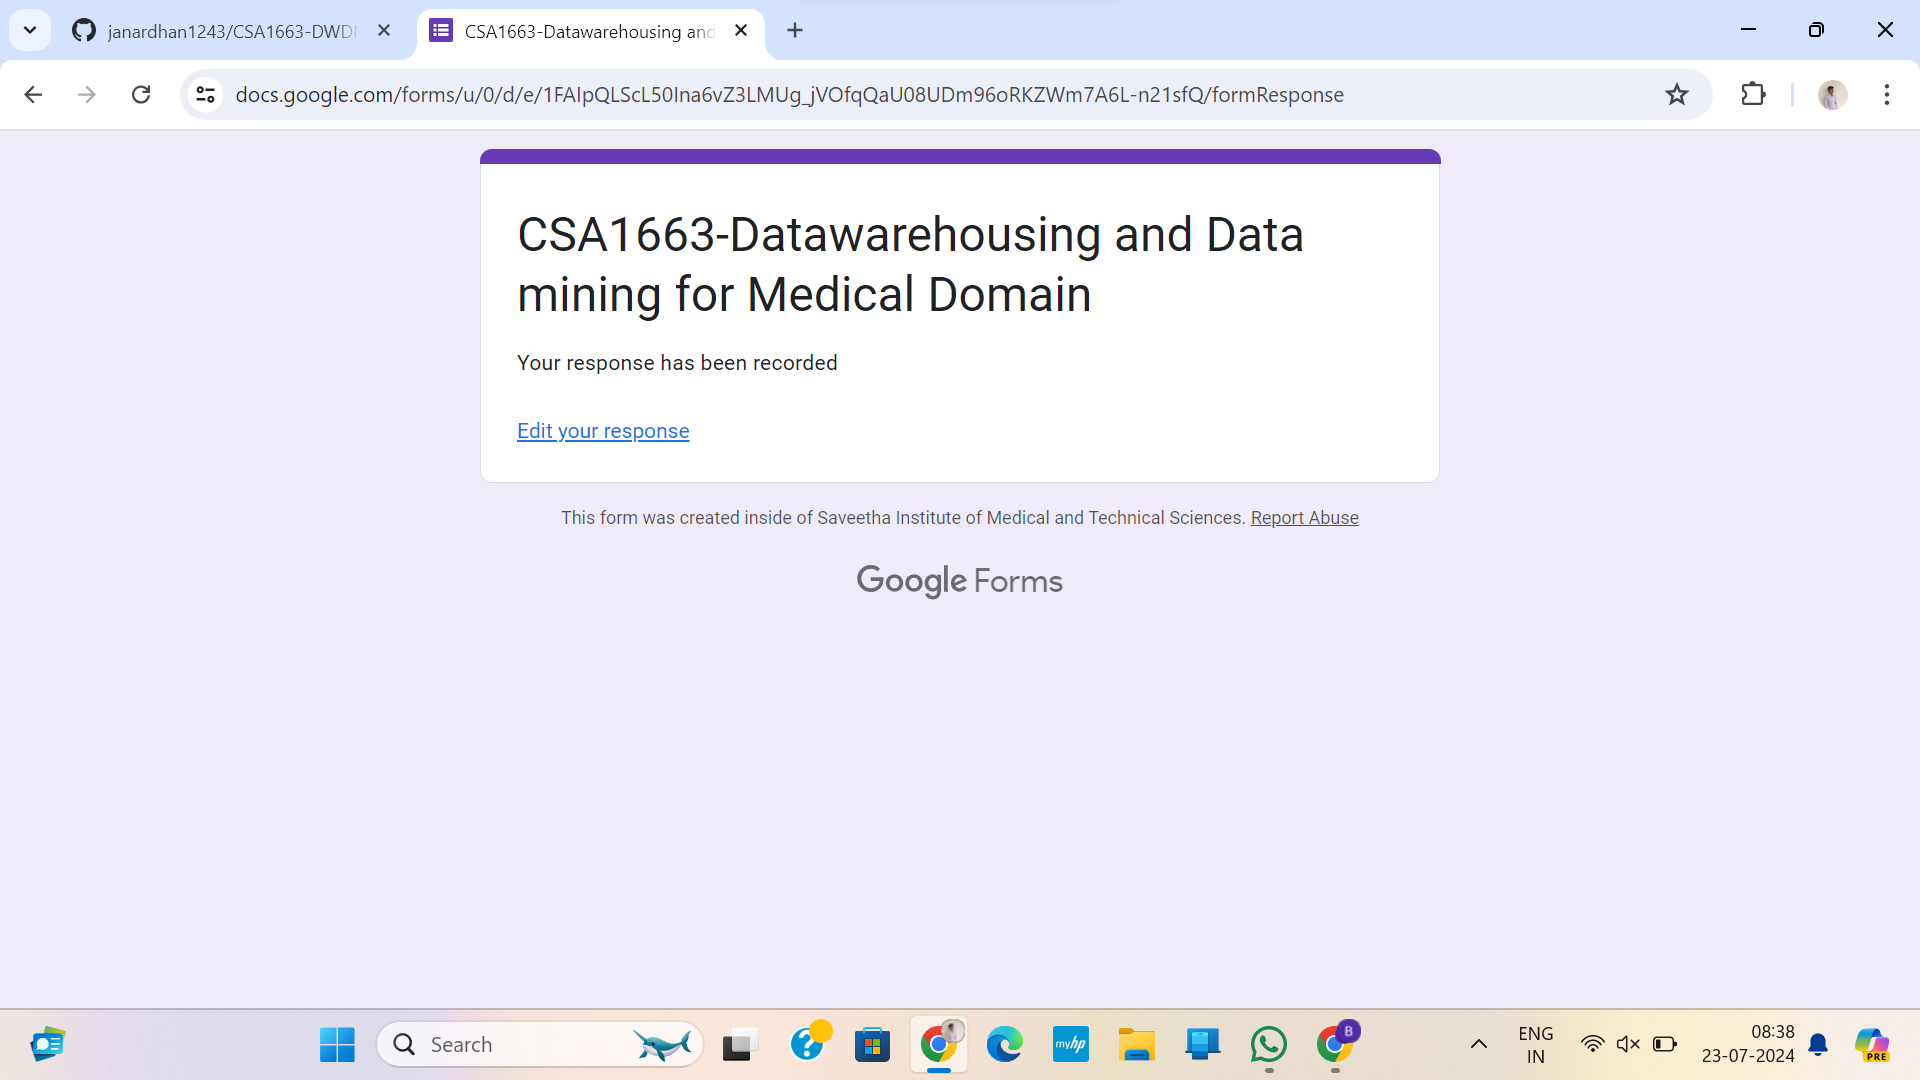 janardhan1243/CSA1663-DWD
CSA1663-Datawarehousing and
docs.google.com/forms/u/0/d/e/1FAIpQLScL50Ina6vZ3LMUg_jVOfqQaU08UDm96oRKZWm7A6L-n21sfQ/formResponse
CSA1663-Datawarehousing and Data
mining for Medical Domain
Your response has been recorded
Edit your response
This form was created inside of Saveetha Institute of Medical and Technical Sciences. Report Abuse
Google Forms
Search
myhp
B
ENG
IN
08:38
23-07-2024
PRE